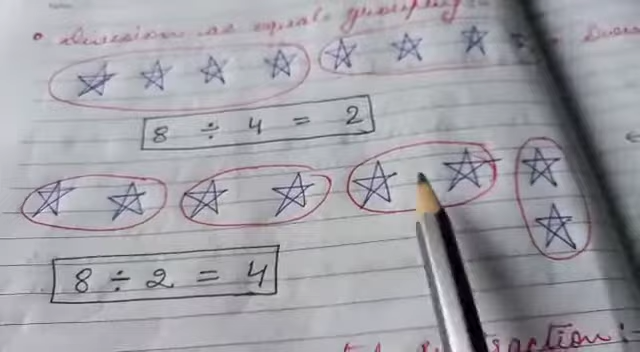 • Division as equal grouping:
8 ÷ 4 = 2
8 ÷ 2 = 4